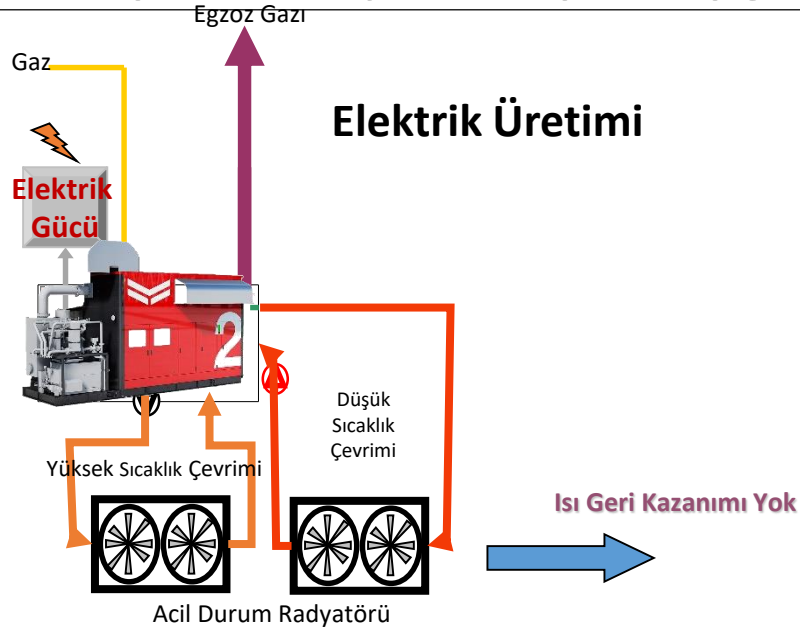 Egzoz Gazı
Gaz
Elektrik Üretimi
Elektrik
Gücü
2
Düşük
Sıcaklık
Çevrimi
Yüksek Sıcaklık Çevrimi
Isı Geri Kazanımı Yok
Acil Durum Radyatörü